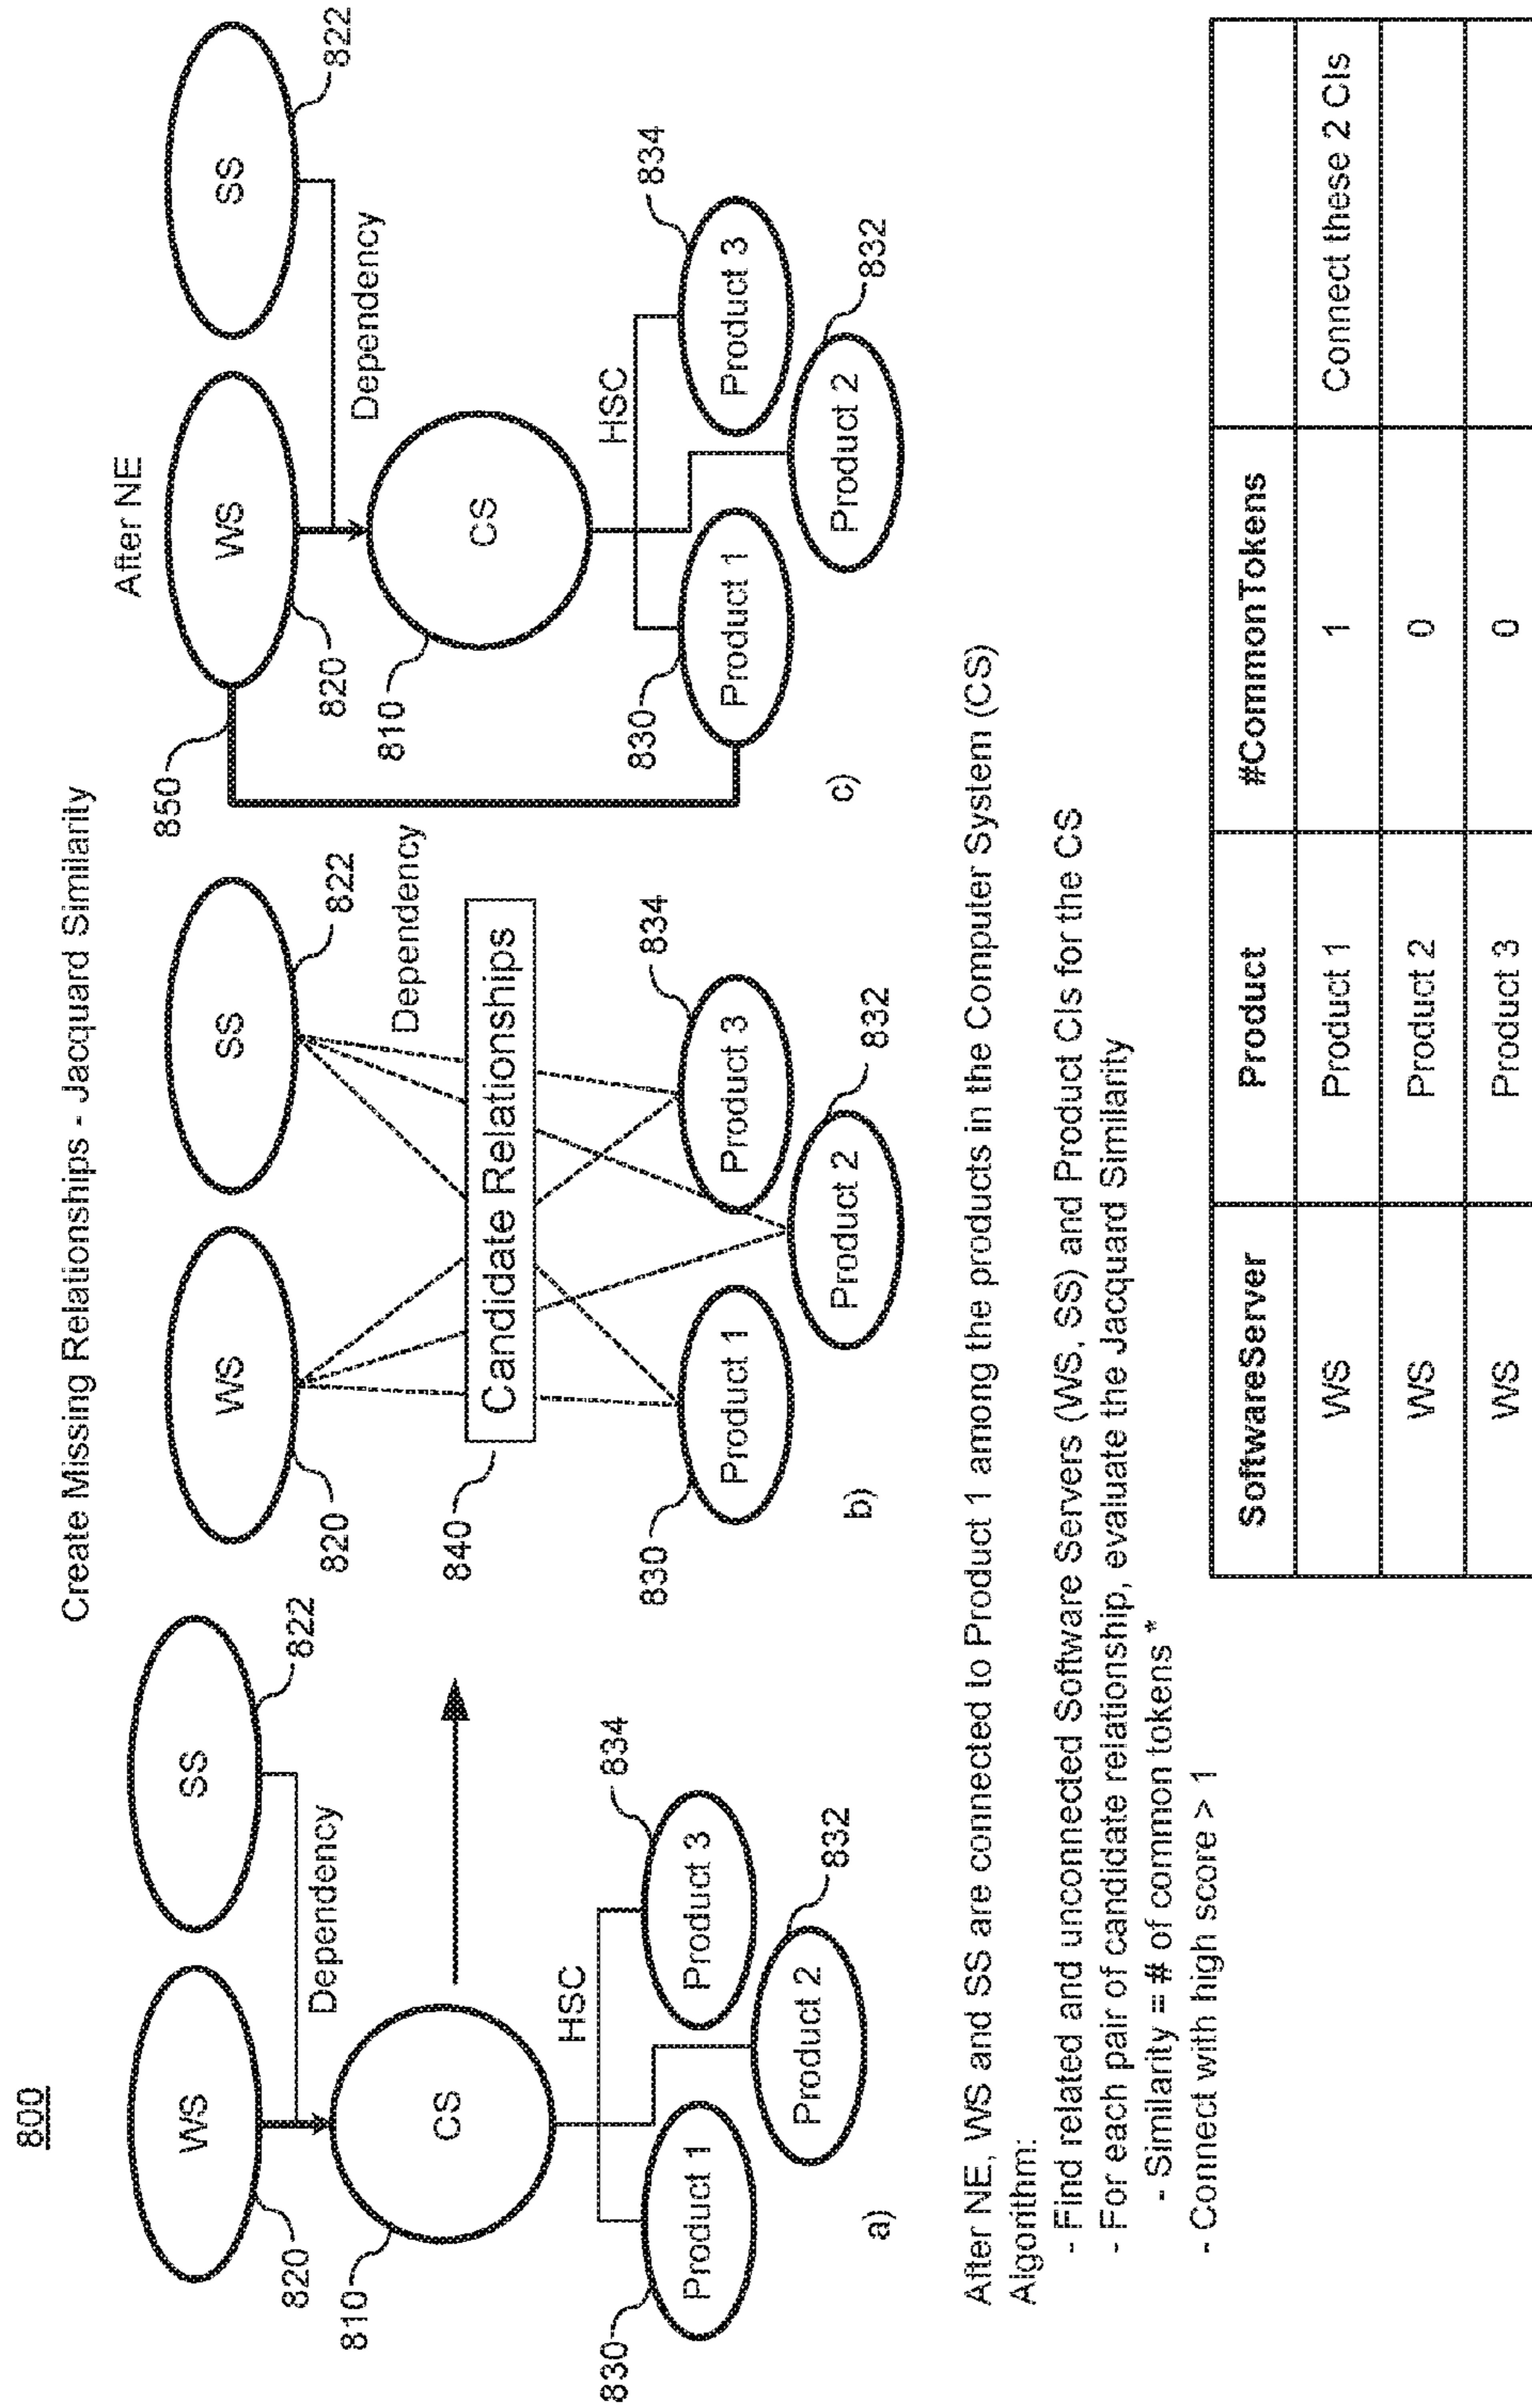 800
Create Missing Relationships - Jacquard Similarity
WS
SS
820
822
Dependency
CS
810
HSC
Product 1
Product 3
Product 2
830
834
832
a)
WS
SS
820
822
Dependency
Candidate Relationships
840
Product 1
Product 3
Product 2
830
834
832
b)
After NE
850
WS
SS
820
822
Dependency
CS
810
HSC
Product 1
Product 3
Product 2
830
834
832
c)
After NE, WS and SS are connected to Product 1 among the products in the Computer System (CS)
Algorithm:
- Find related and unconnected Software Servers (WS, SS) and Product CIs for the CS
- For each pair of candidate relationship, evaluate the Jacquard Similarity
- Similarity = # of common tokens *
- Connect with high score > 1
SoftwareServer Product #CommonTokens
WS Product 1 1 Connect these 2 CIs
WS Product 2 0
WS Product 3 0